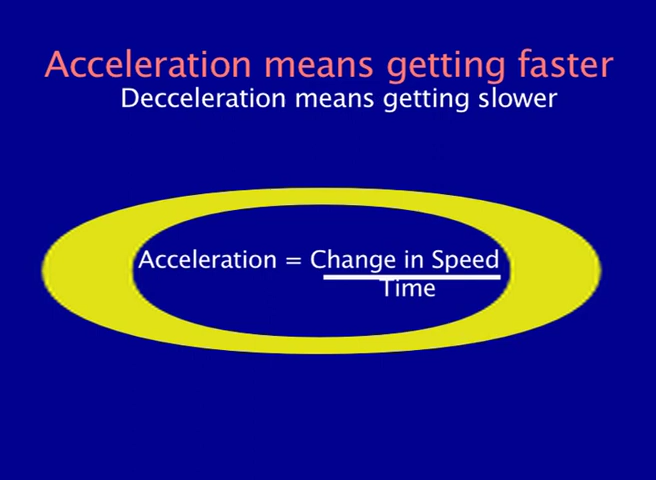 Acceleration means getting faster
Decceleration means getting slower
Acceleration = Change in Speed
Time